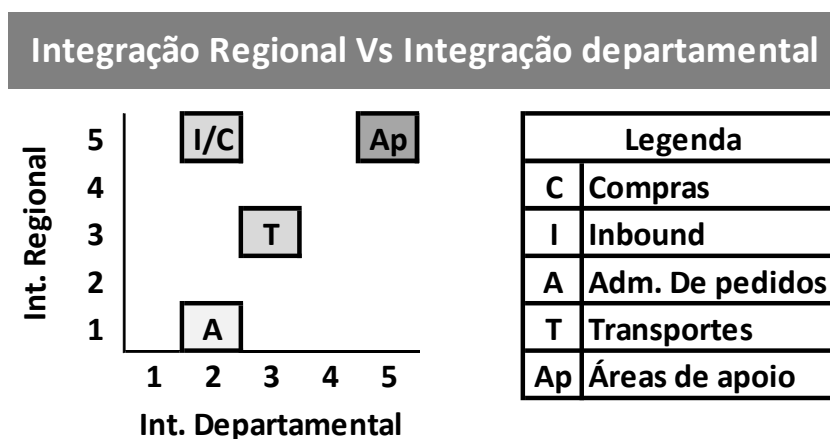 Integração Regional Vs Integração departamental
Int. Regional
5
I/C
Ap
4
3
T
2
1
A
1 2 3 4 5
Int. Departamental
Legenda
C Compras
I Inbound
A Adm. De pedidos
T Transportes
Ap Áreas de apoio